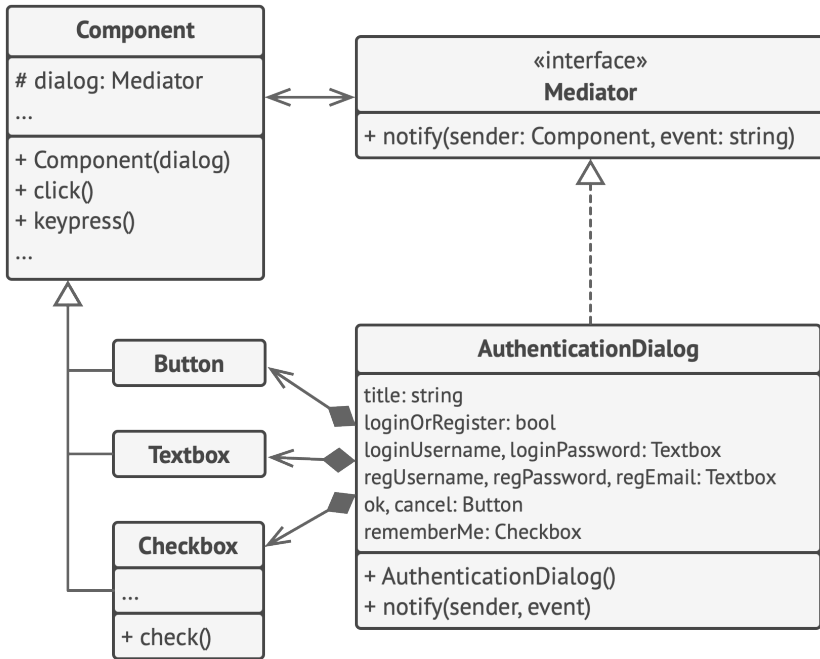 Component
# dialog: Mediator
...
+ Component(dialog)
+ click()
+ keypress()
...
«interface»
Mediator
+ notify(sender: Component, event: string)
Button
Textbox
Checkbox
...
+ check()
AuthenticationDialog
title: string
loginOrRegister: bool
loginUsername, loginPassword: Textbox
regUsername, regPassword, regEmail: Textbox
ok, cancel: Button
rememberMe: Checkbox
+ AuthenticationDialog()
+ notify(sender, event)